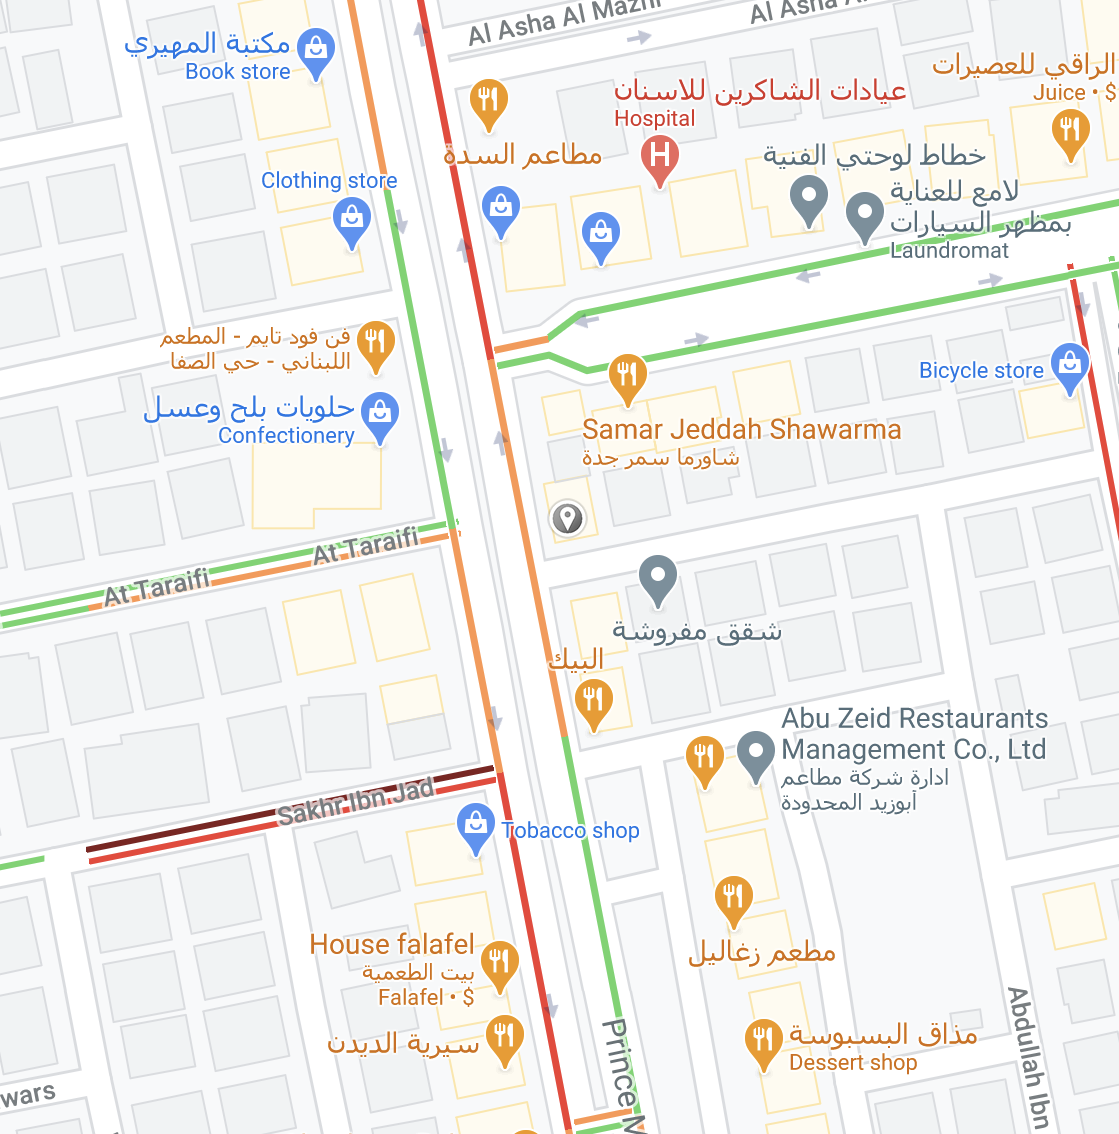 Al Asha Al Mazni
مكتبة المهيري
Book store
الراقي للعصيرات
Juice • $
عيادات الشاكرين للاسنان
Hospital
مطاعم السدة
خطاط لوحتي الفنية
Clothing store
لامع للعناية
بمظهر السيارات
Laundromat
فن فود تايم - المطعم
اللبناني - حي الصفا
Bicycle store
حلويات بلح وعسل
Confectionery
Samar Jeddah Shawarma
شاورما سمر جدة
At Taraifi
At Taraifi
شقق مفروشة
البيك
Abu Zeid Restaurants
Management Co., Ltd
ادارة شركة مطاعم
أبوزيد المحدودة
Sakhr Ibn Jad
Tobacco shop
House falafel
بيت الطعمية
Falafel • $
مطعم زغاليل
سيرية الديدن
مذاق البسبوسة
Dessert shop
Prince M
Abdullah Ibn
wars